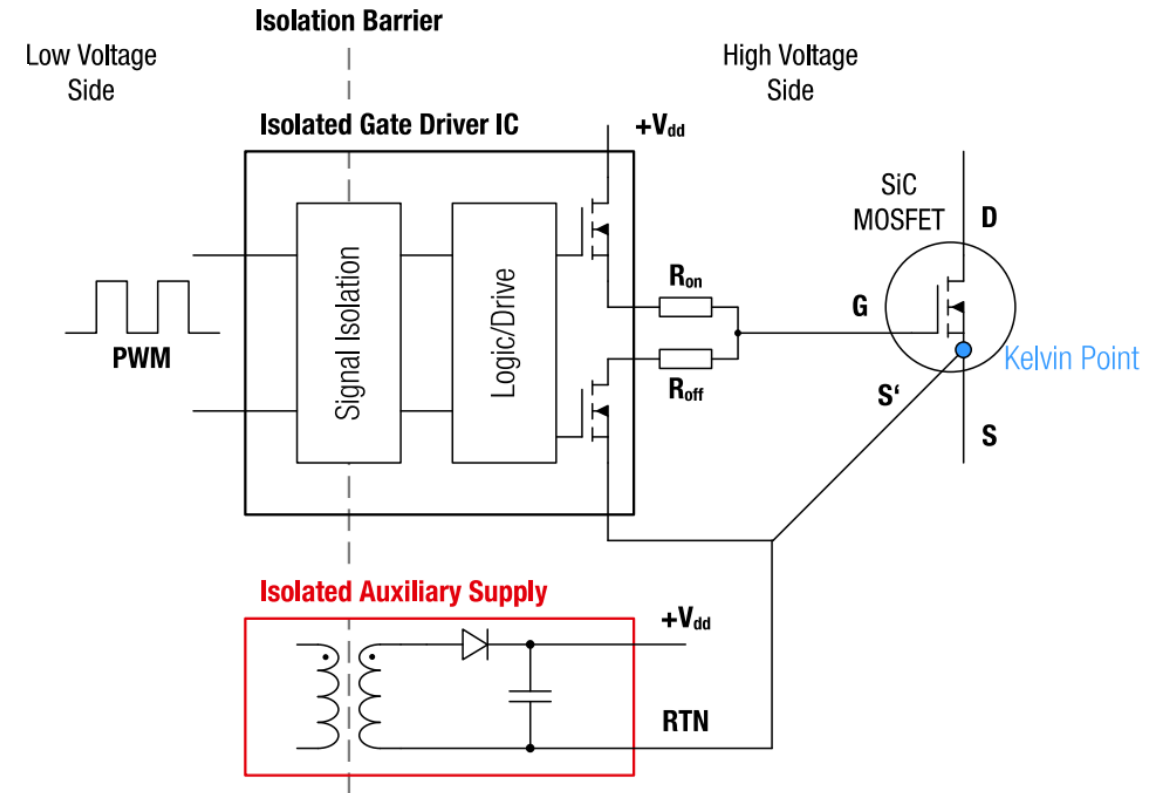 Isolation Barrier
Low Voltage
Side
High Voltage
Side
Isolated Gate Driver IC
+Vdd
SiC
MOSFET
D
Signal Isolation
Logic/Drive
Ron
G
PWM
Kelvin Point
Roff
S‘
S
Isolated Auxiliary Supply
+Vdd
RTN